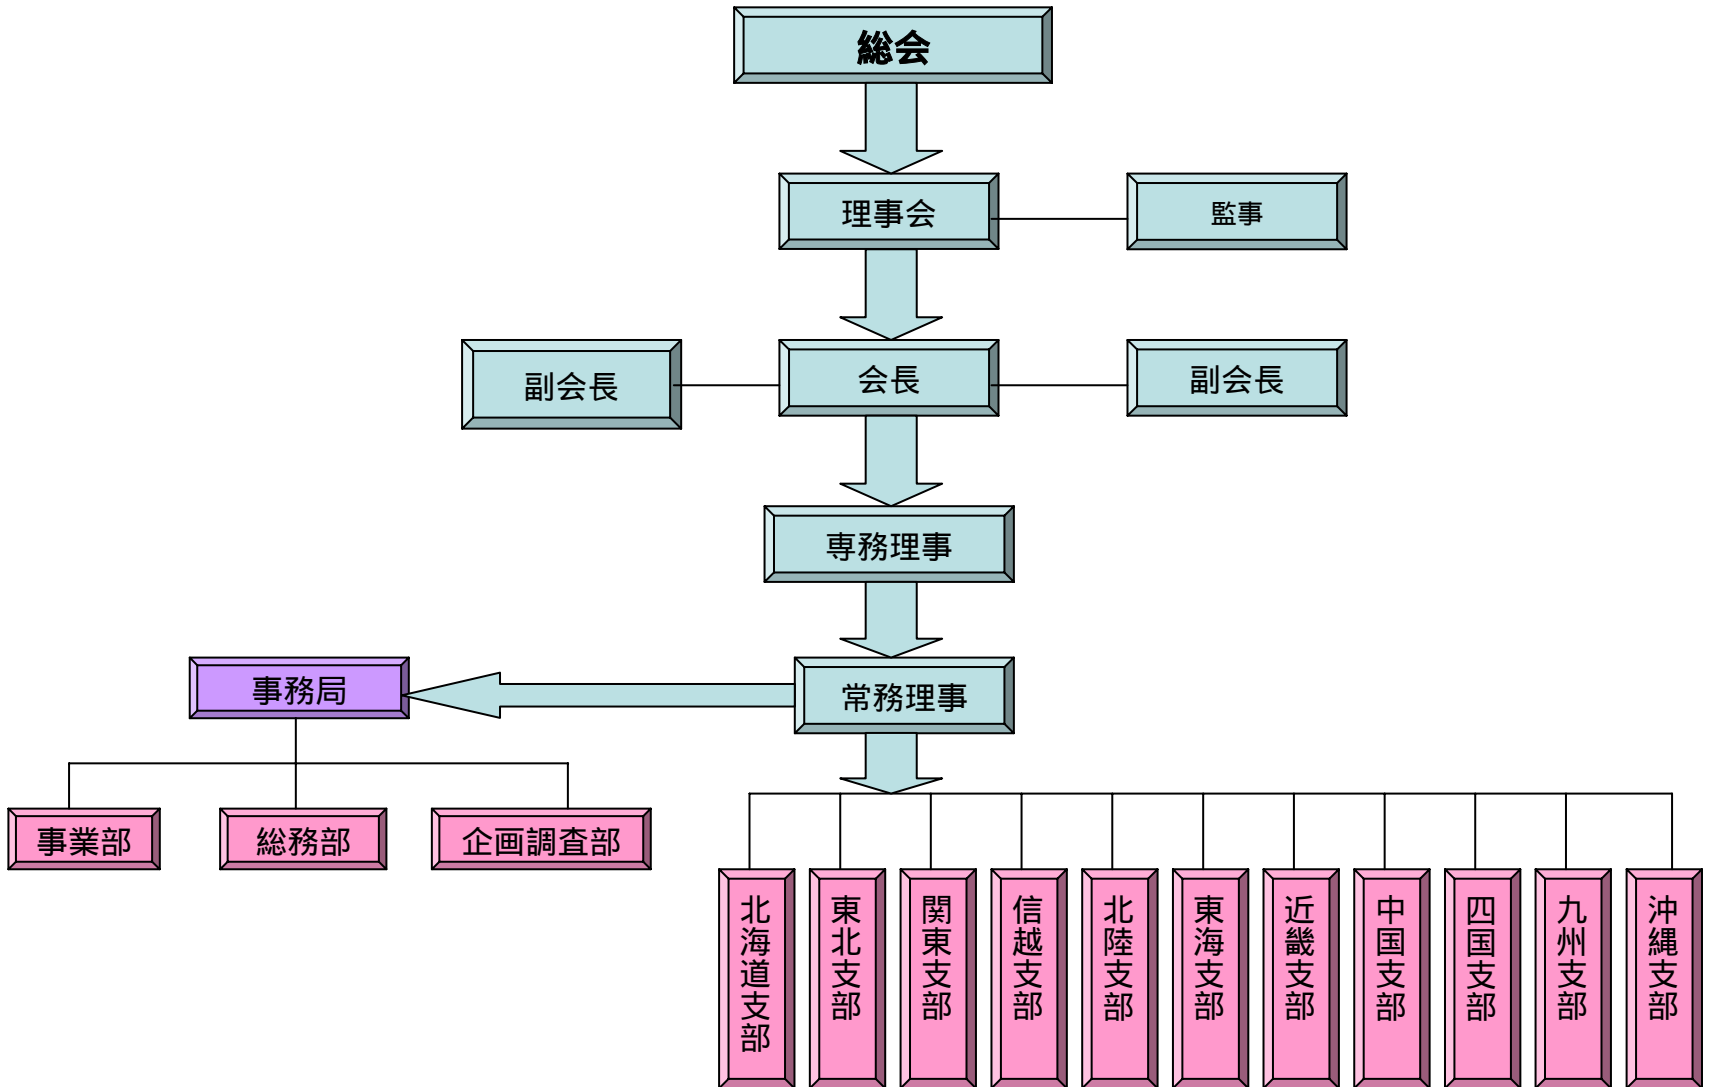 総会
理事会
監事
副会長
会長
副会長
専務理事
事務局
常務理事
事業部
総務部
企画調査部
北海道支部
東北支部
関東支部
信越支部
北陸支部
東海支部
近畿支部
中国支部
四国支部
九州支部
沖縄支部